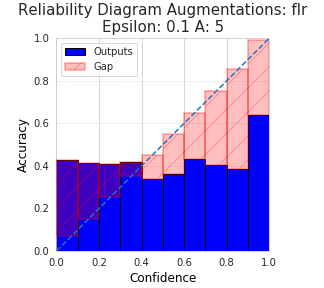 Reliability Diagram Augmentations: flr
Epsilon: 0.1 A: 5
Outputs
Gap
Accuracy
1.0
0.8
0.6
0.4
0.2
0.0
0.0 0.2 0.4 0.6 0.8 1.0
Confidence